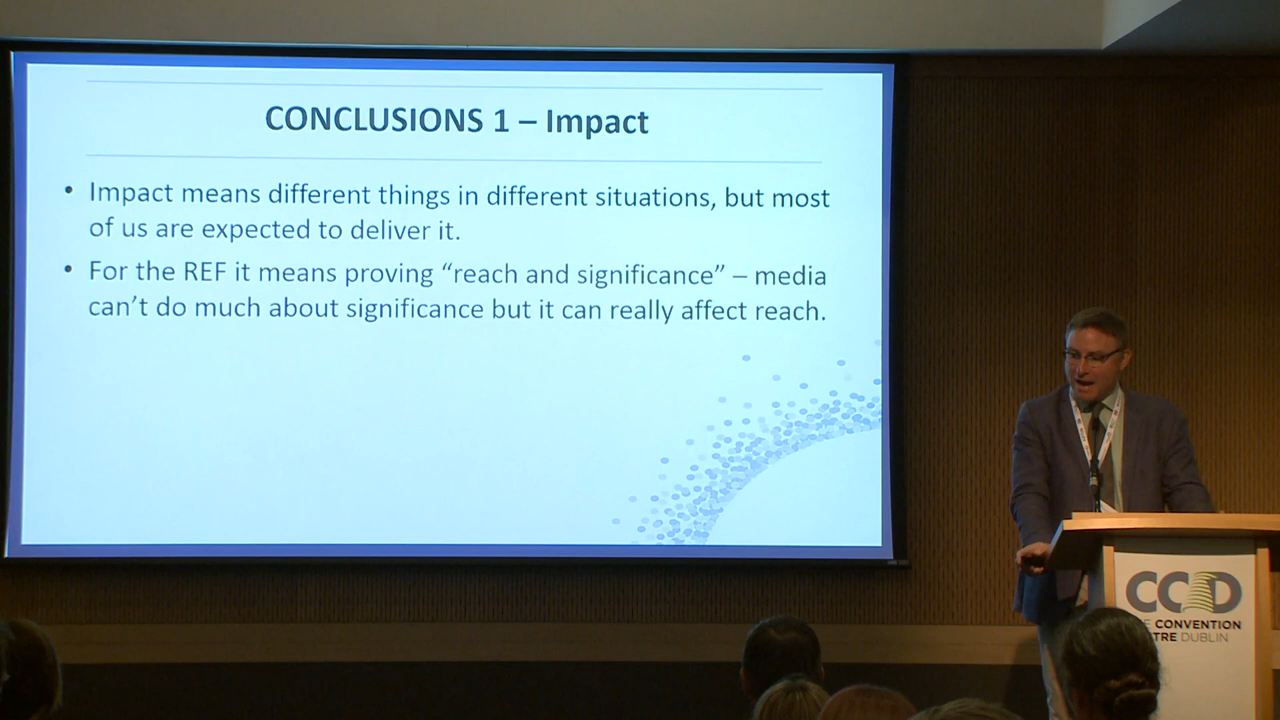 CONCLUSIONS 1 – Impact
• Impact means different things in different situations, but most
of us are expected to deliver it.
• For the REF it means proving “reach and significance” – media
can’t do much about significance but it can really affect reach.
CCD
CONVENTION
DUBLIN